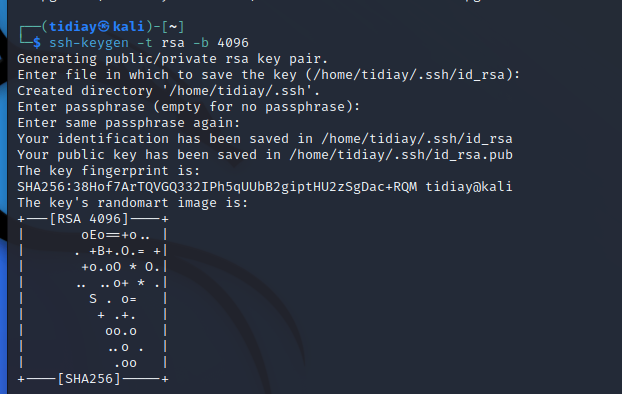 ┌──(tidiay㉿kali)-[~]
└─$ ssh-keygen -t rsa -b 4096
Generating public/private rsa key pair.
Enter file in which to save the key (/home/tidiay/.ssh/id_rsa):
Created directory '/home/tidiay/.ssh'.
Enter passphrase (empty for no passphrase):
Enter same passphrase again:
Your identification has been saved in /home/tidiay/.ssh/id_rsa
Your public key has been saved in /home/tidiay/.ssh/id_rsa.pub
The key fingerprint is:
SHA256:38Hof7ArTQVGQ332IPh5qUUbB2giptHU2zSgDac+RQM tidiay@kali
The key's randomart image is:
+---[RSA 4096]----+
|       oEo==+o.. |
|      . +B+.O.= +|
|       +o.oO * O.|
|      .. ..o+ * .|
|        S . o=   |
|         + .+.   |
|          oo.o   |
|          ..o .  |
|           .oo   |
+----[SHA256]-----+